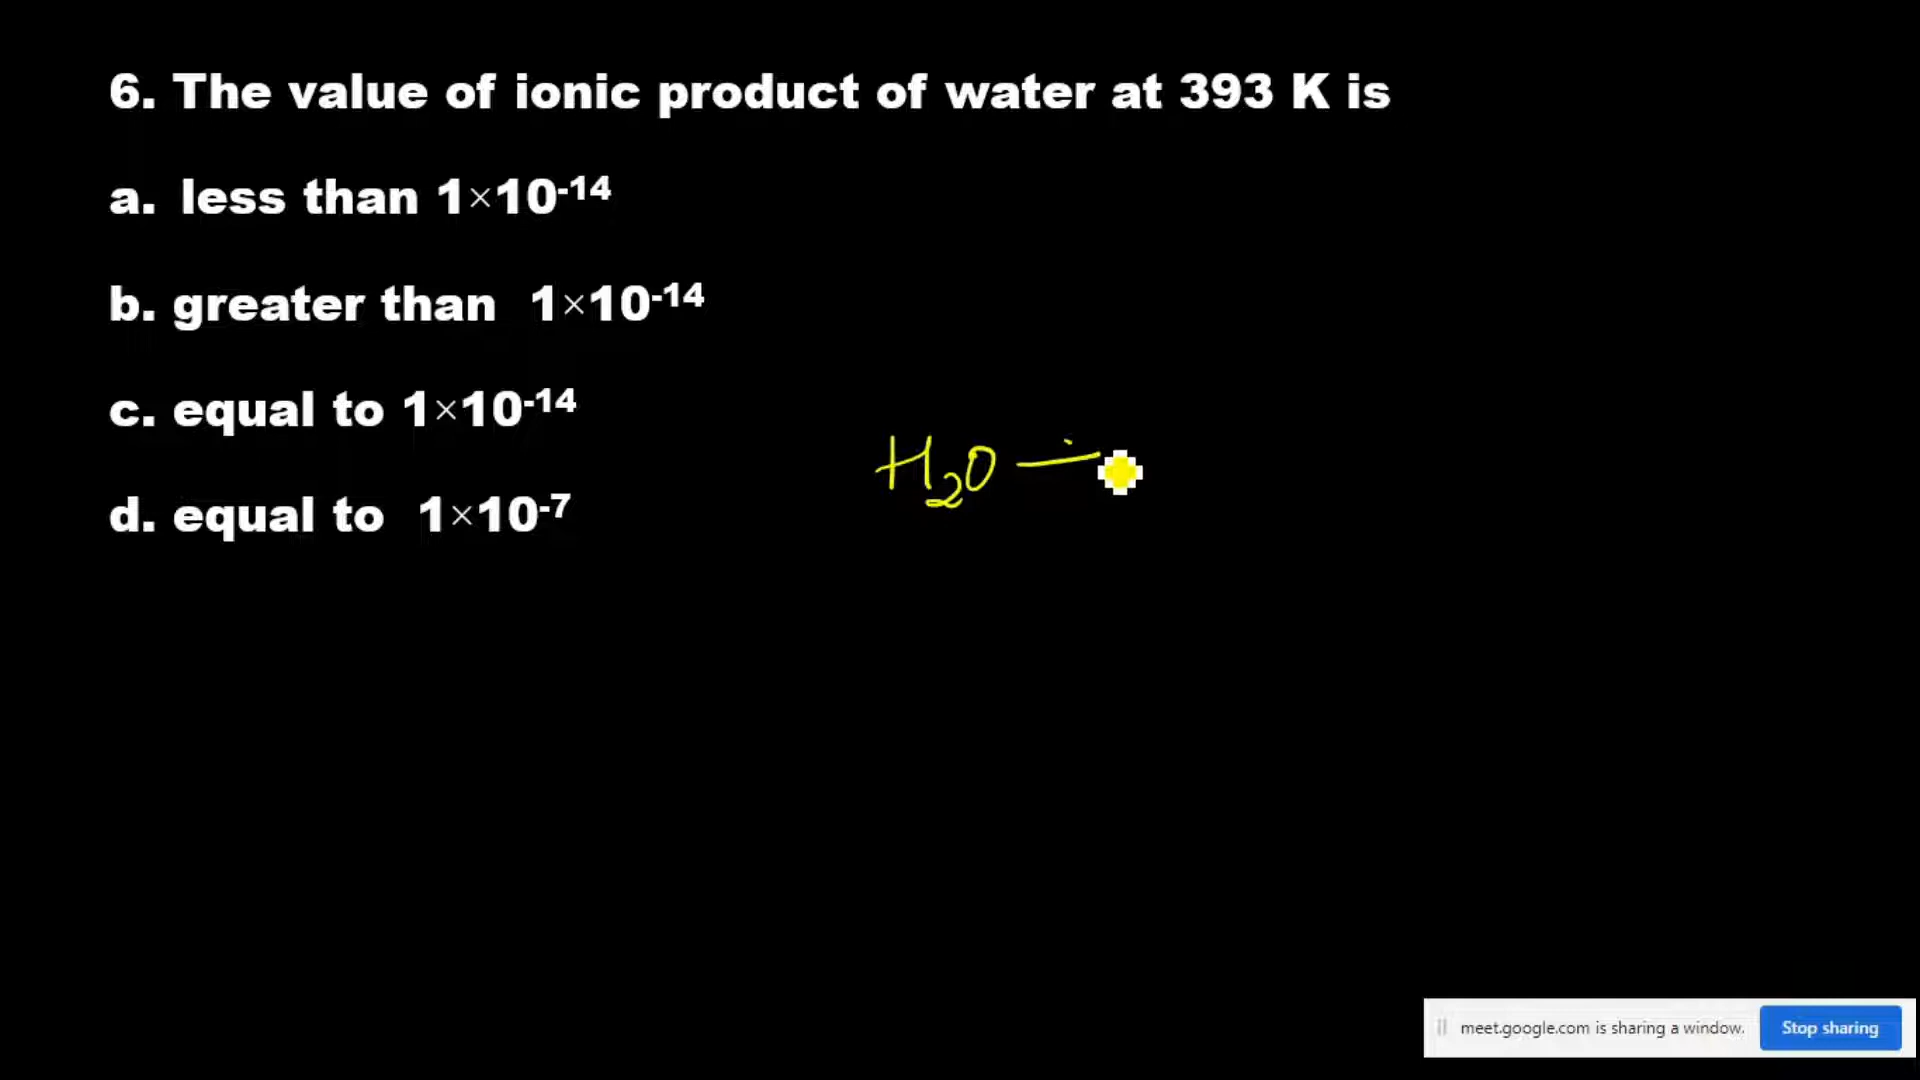 6. The value of ionic product of water at 393 K is
a. less than 1×10⁻¹⁴
b. greater than 1×10⁻¹⁴
c. equal to 1×10⁻¹⁴
H₂O
d. equal to 1×10⁻⁷
meet.google.com is sharing a window. Stop sharing